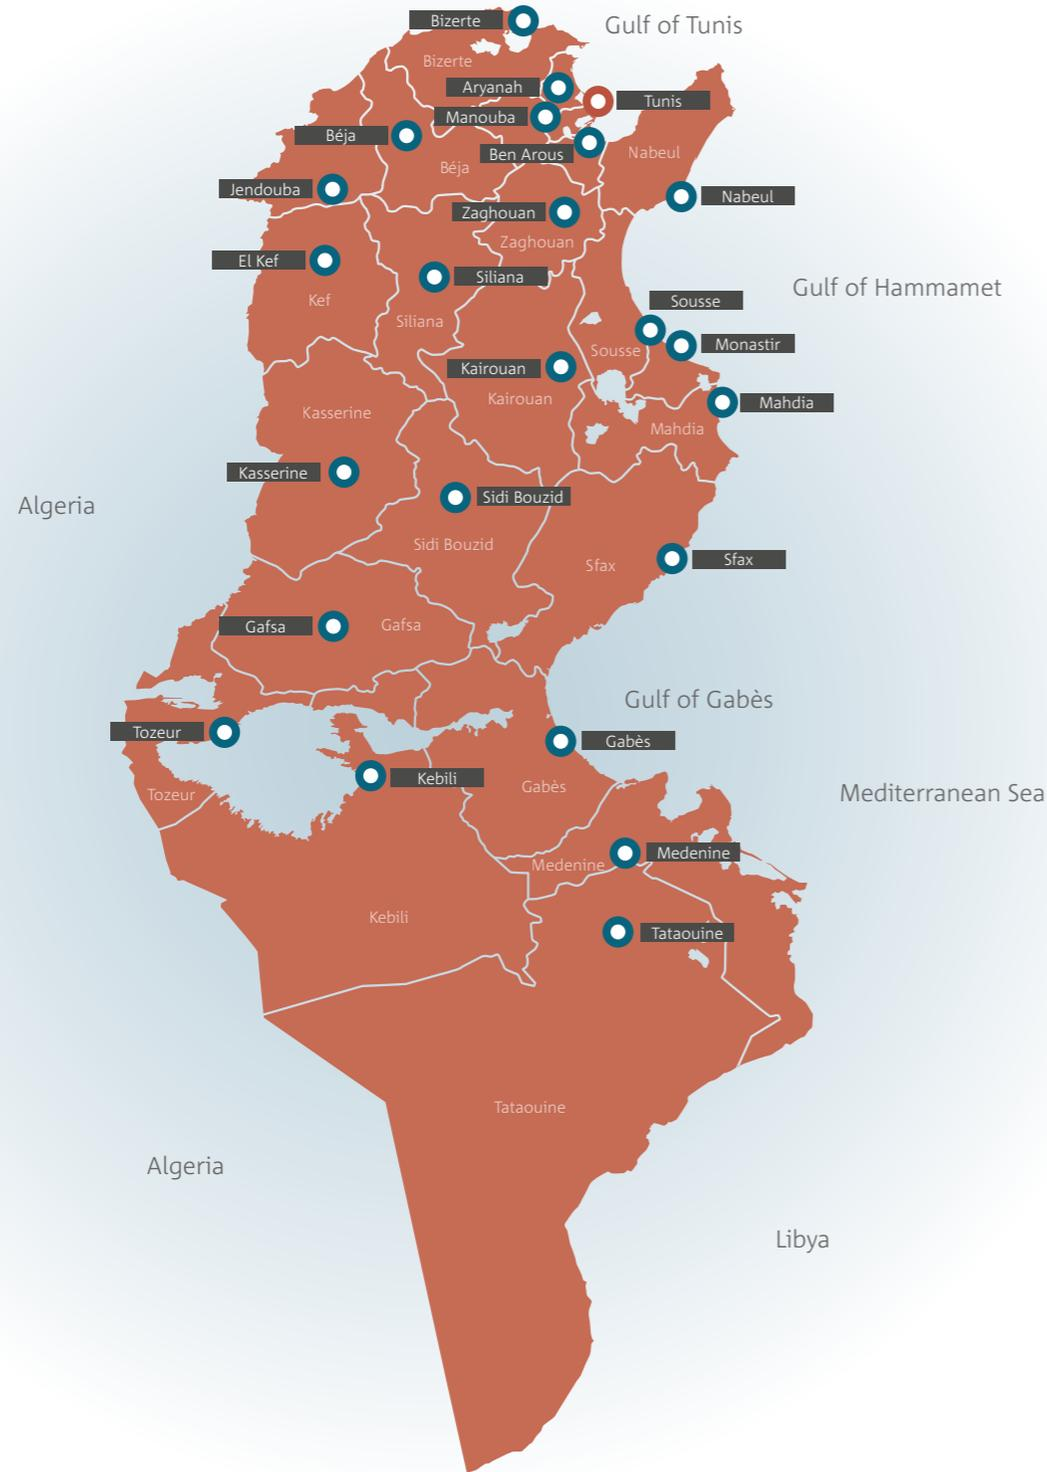 Bizerte
Gulf of Tunis
Bizerte
Aryanah
Tunis
Manouba
Béja
Ben Arous
Nabeul
Béja
Jendouba
Nabeul
Zaghouan
Zaghouan
El Kef
Siliana
Gulf of Hammamet
Kef
Sousse
Siliana
Monastir
Sousse
Kairouan
Kairouan
Mahdia
Kasserine
Mahdia
Kasserine
Sidi Bouzid
Algeria
Sidi Bouzid
Sfax
Sfax
Gafsa
Gafsa
Gulf of Gabès
Tozeur
Gabès
Kebili
Gabès
Tozeur
Mediterranean Sea
Medenine
Medenine
Kebili
Tataouine
Tataouine
Algeria
Libya